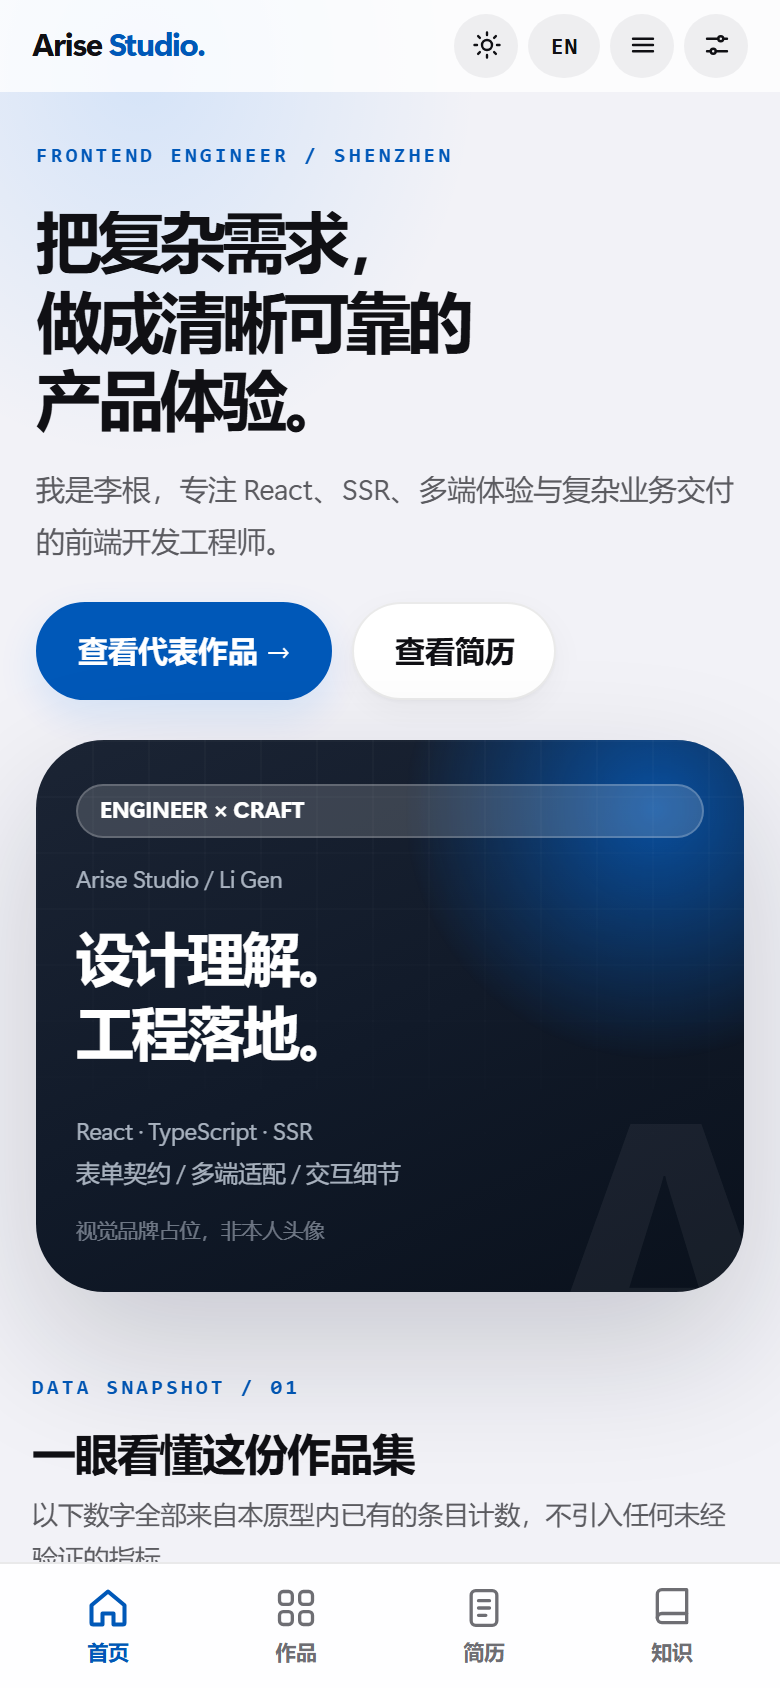 Arise Studio.
EN
FRONTEND ENGINEER / SHENZHEN
把复杂需求，
做成清晰可靠的
产品体验。
我是李根，专注 React、SSR、多端体验与复杂业务交付
的前端开发工程师。
查看代表作品 →
查看简历
ENGINEER × CRAFT
Arise Studio / Li Gen
设计理解。
工程落地。
React · TypeScript · SSR
表单契约 / 多端适配 / 交互细节
视觉品牌占位，非本人头像
A
DATA SNAPSHOT / 01
一眼看懂这份作品集
以下数字全部来自本原型内已有的条目计数，不引入任何未经
验证的指标
首页
作品
简历
知识